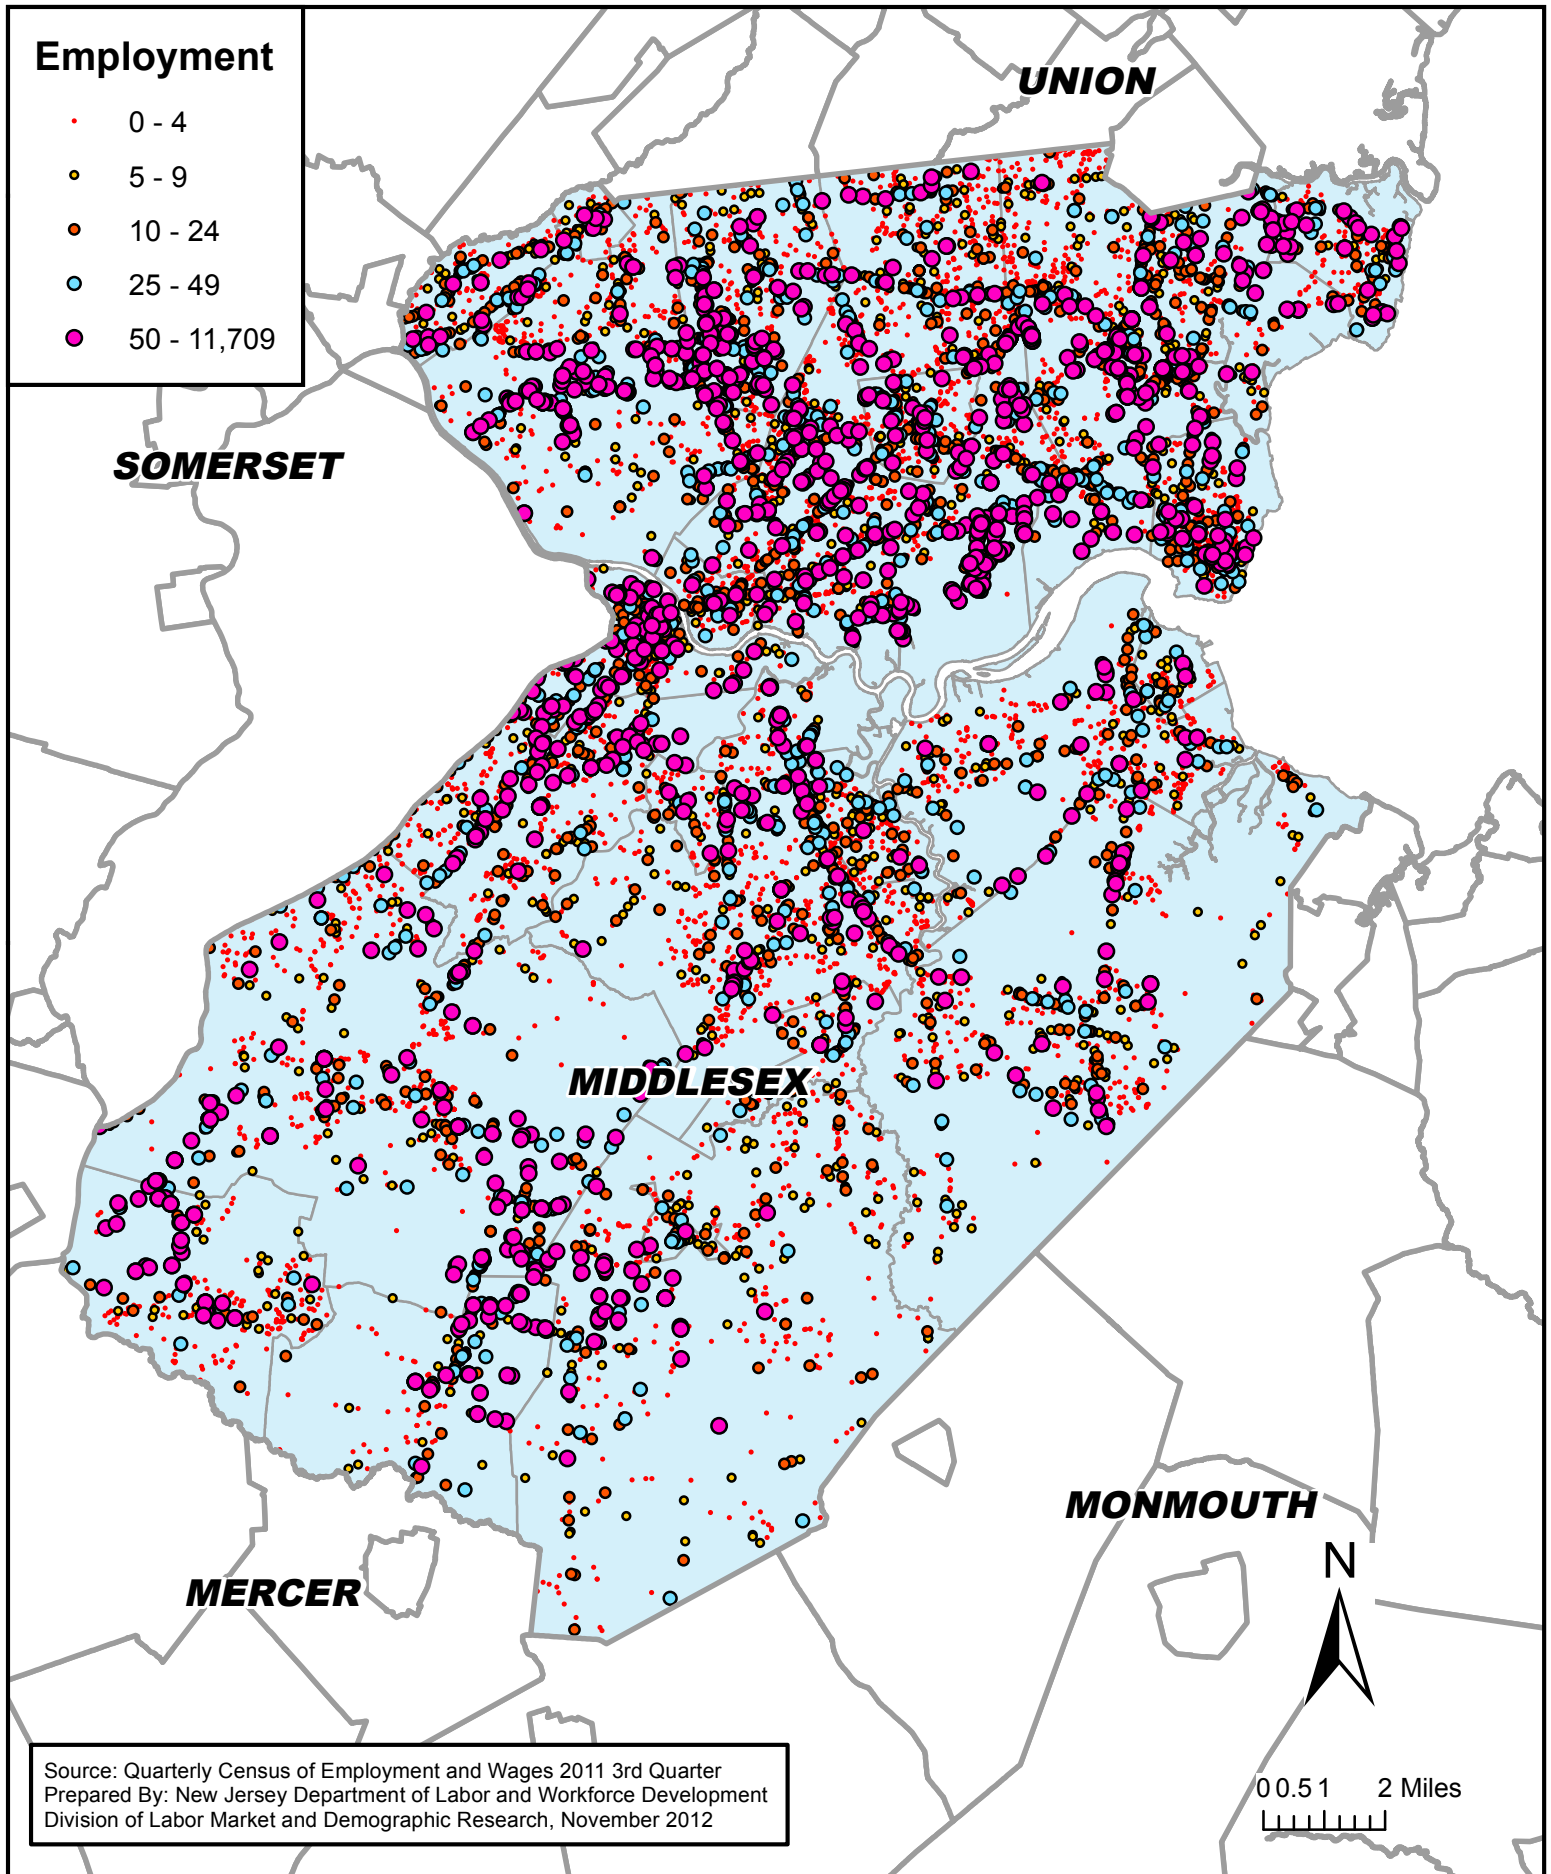 Employment
0 - 4
5 - 9
10 - 24
25 - 49
50 - 11,709
UNION
SOMERSET
MIDDLESEX
MONMOUTH
MERCER
N
Source: Quarterly Census of Employment and Wages 2011 3rd Quarter
Prepared By: New Jersey Department of Labor and Workforce Development
Division of Labor Market and Demographic Research, November 2012
0 0.5 1 2 Miles